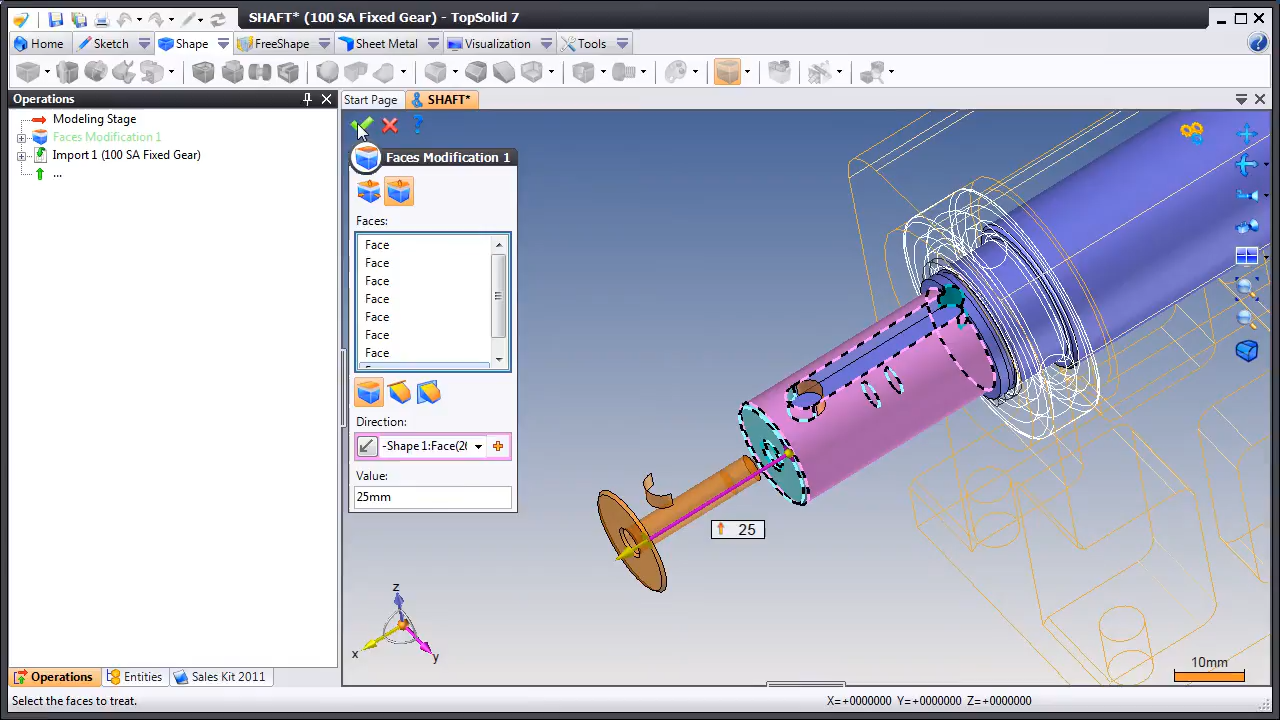 SHAFT* (100 SA Fixed Gear) - TopSolid 7
Home Sketch Shape FreeShape Sheet Metal Visualization Tools
Operations
Start Page SHAFT*
Modeling Stage
Faces Modification 1
Import 1 (100 SA Fixed Gear)
...
Faces Modification 1
Faces:
Face
Face
Face
Face
Face
Face
Face
Direction:
-Shape 1:Face(2
Value:
25mm
25
z
x
y
10mm
Operations Entities Sales Kit 2011
Select the faces to treat.
X=+0000000 Y=+0000000 Z=+0000000